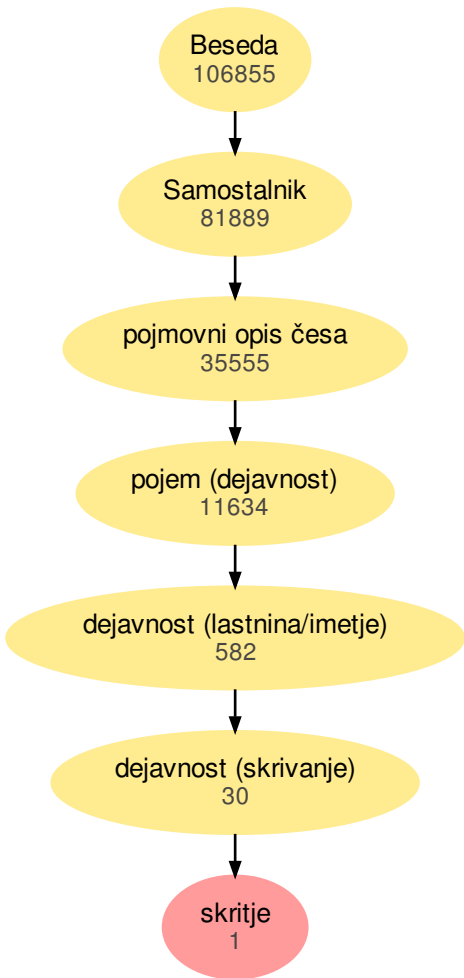 Beseda
106855
Samostalnik
81889
pojmovni opis česa
35555
pojem (dejavnost)
11634
dejavnost (lastnina/imetje)
582
dejavnost (skrivanje)
30
skritje
1